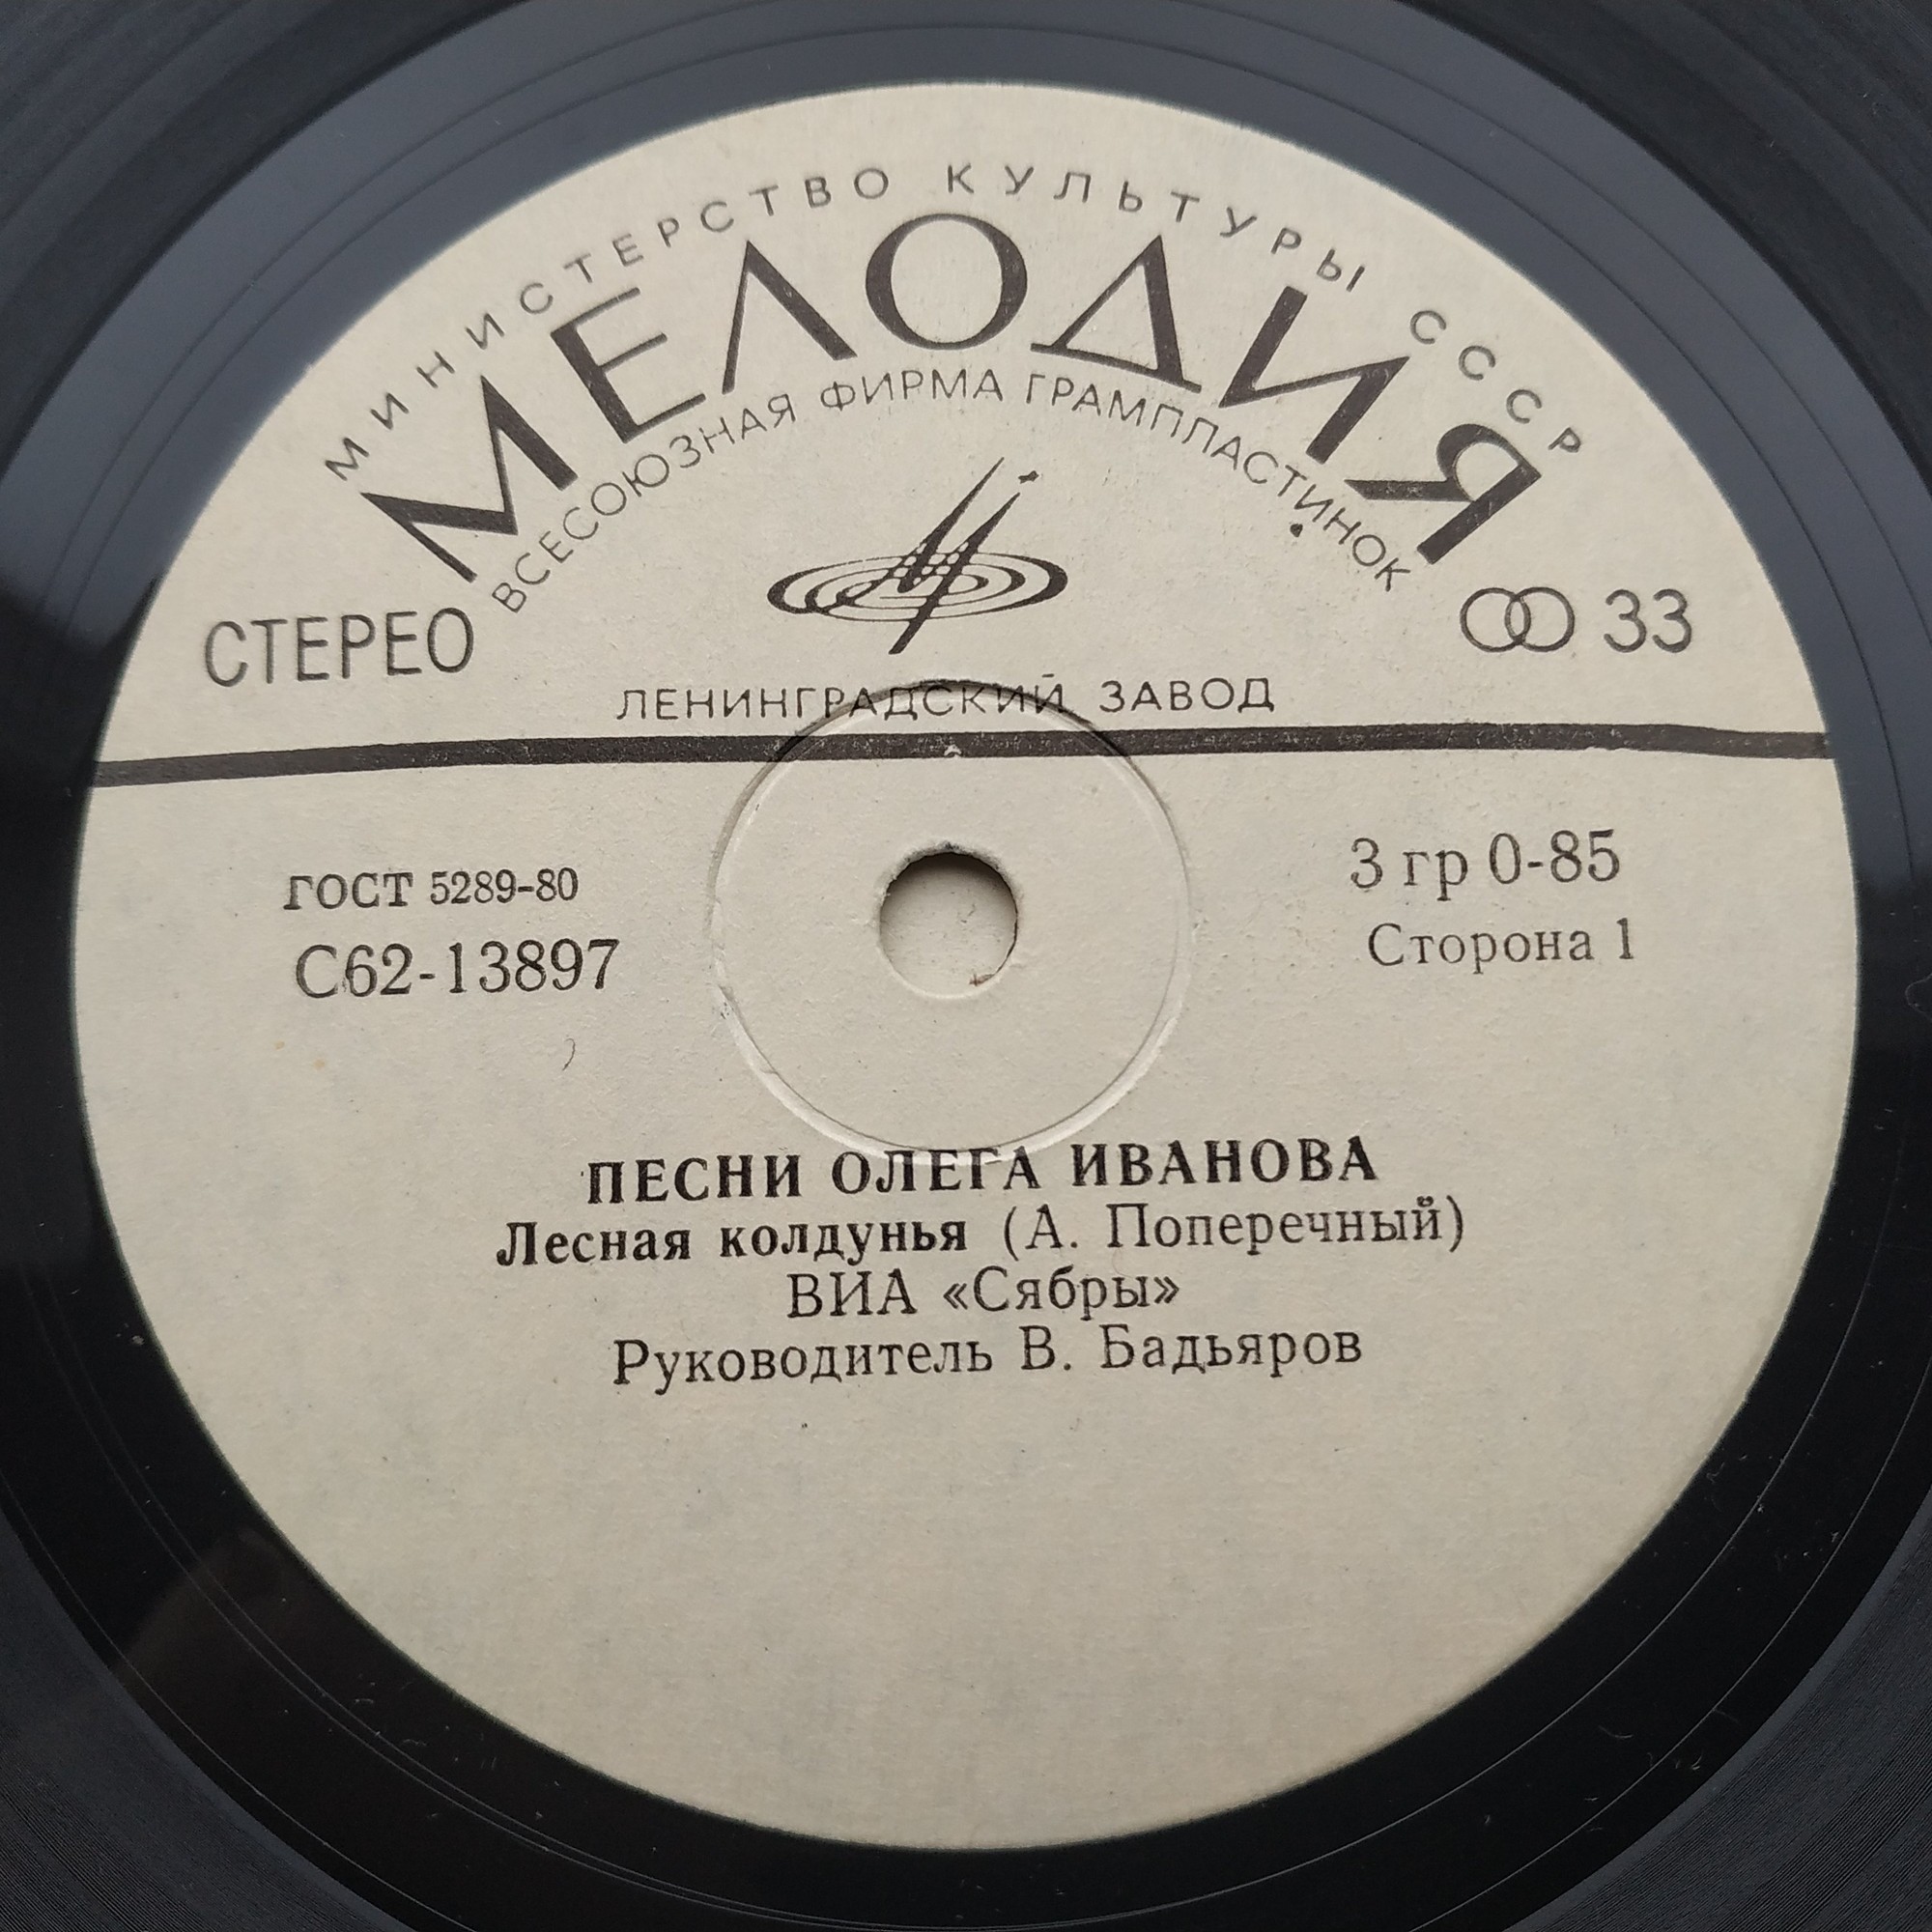 МИНИСТЕРСТВО КУЛЬТУРЫ СССР
МЕЛОДИЯ
ВСЕСОЮЗНАЯ ФИРМА ГРАМПЛАСТИНОК
СТЕРЕО
33
ЛЕНИНГРАДСКИЙ ЗАВОД
ГОСТ 5289-80
С62-13897
3 гр 0-85
Сторона 1
ПЕСНИ ОЛЕГА ИВАНОВА
Лесная колдунья (А. Поперечный)
ВИА «Сябры»
Руководитель В. Бадьяров